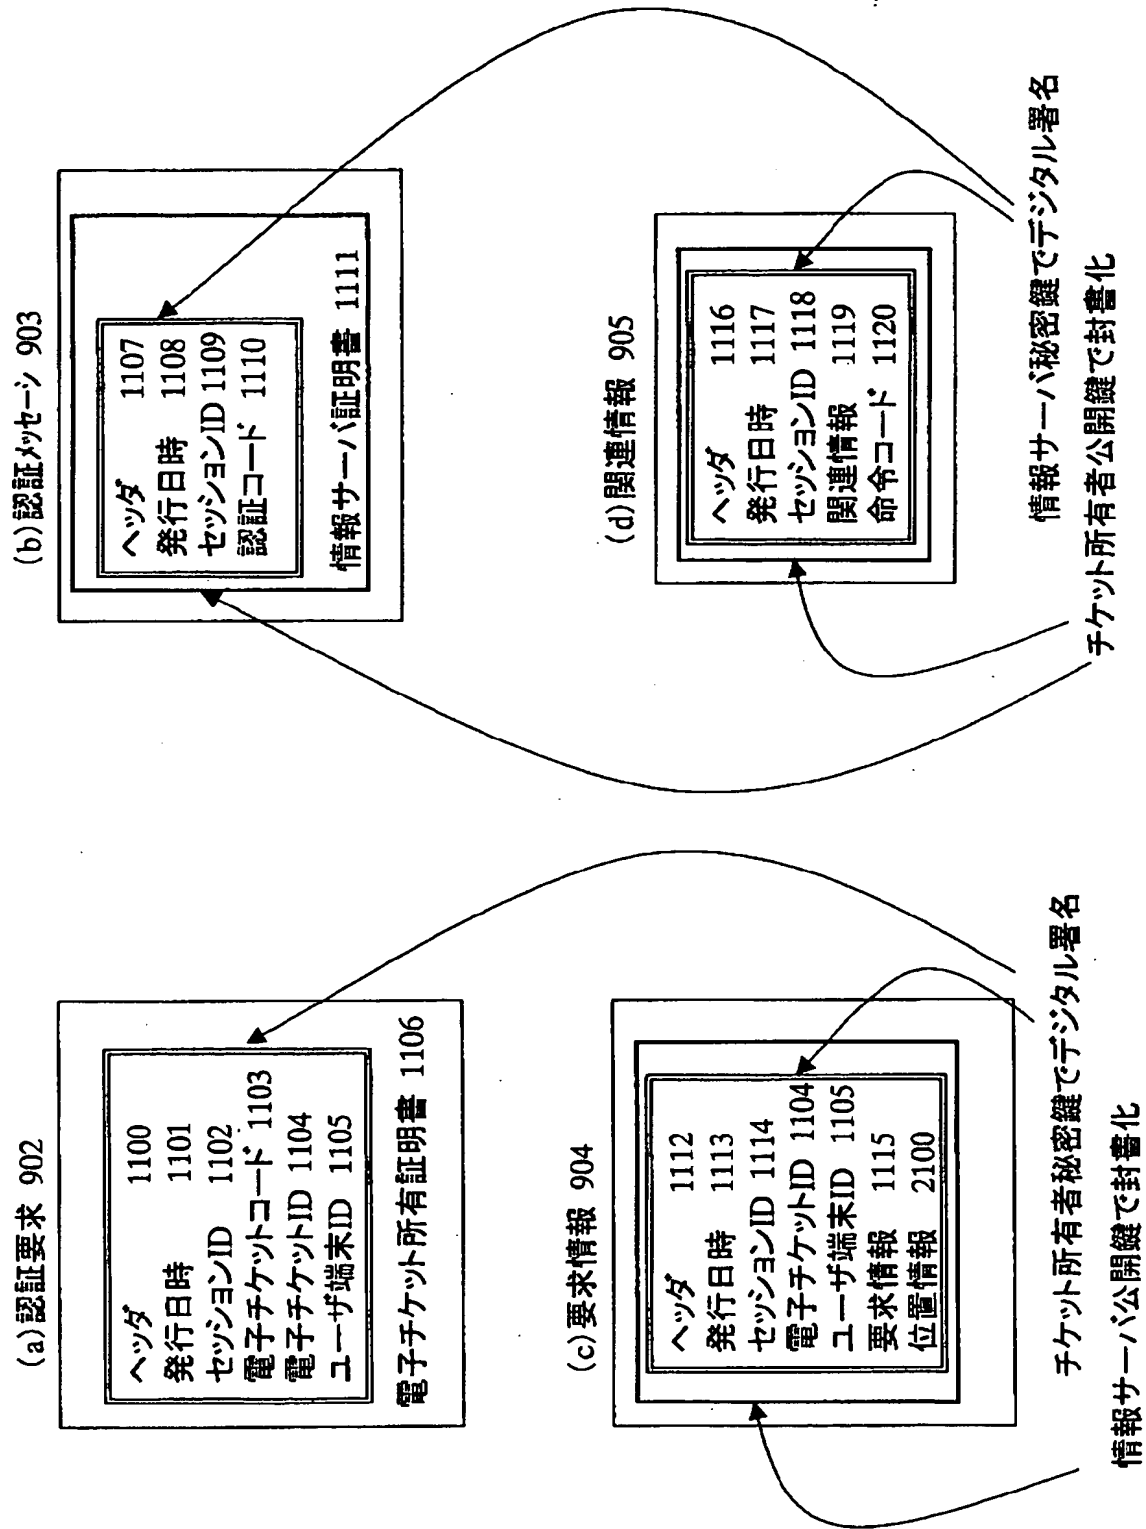 (a)認証要求 902
ヘッダ 1100
発行日時 1101
セッションID 1102
電子チケットコード 1103
電子チケットID 1104
ユーザ端末ID 1105
電子チケット所有証明書 1106
(b)認証メッセージ 903
ヘッダ 1107
発行日時 1108
セッションID 1109
認証コード 1110
情報サーバ証明書 1111
(c)要求情報 904
ヘッダ 1112
発行日時 1113
セッションID 1114
電子チケットID 1104
ユーザ端末ID 1105
要求情報 1115
位置情報 2100
(d)関連情報 905
ヘッダ 1116
発行日時 1117
セッションID 1118
関連情報 1119
命令コード 1120
チケット所有者秘密鍵でデジタル署名
情報サーバ公開鍵で封書化
情報サーバ秘密鍵でデジタル署名
チケット所有者公開鍵で封書化